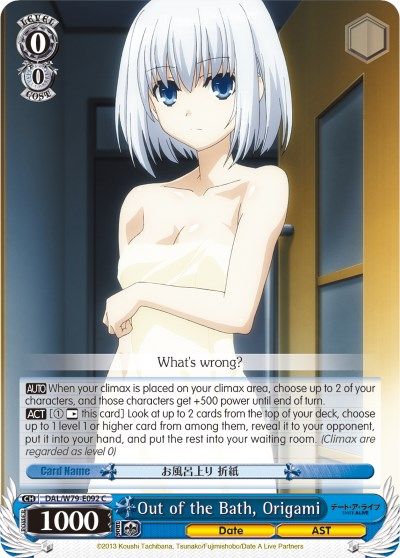 LEVEL
0
0
COST
What's wrong?
AUTO When your climax is placed on your climax area, choose up to 2 of your
characters, and those characters get +500 power until end of turn.
ACT [① this card] Look at up to 2 cards from the top of your deck, choose
up to 1 level 1 or higher card from among them, reveal it to your opponent,
put it into your hand, and put the rest into your waiting room. (Climax are
regarded as level 0)
Card Name
お風呂上り 折紙
CH DAL/W79-E092 C
Out of the Bath, Origami
デート・ア・ライブ
DATE A LIVE
POWER
1000
Date
AST
©2013 Koushi Tachibana, Tsunako/Fujimishobo/Date A Live Partners